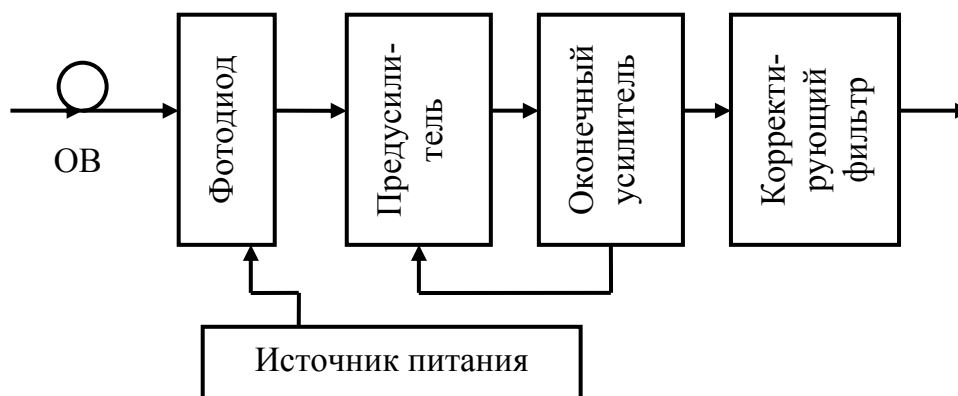 ОВ
Фотодиод
Предусили-
тель
Оконечный
усилитель
Корректи-
рующий
фильтр
Источник питания